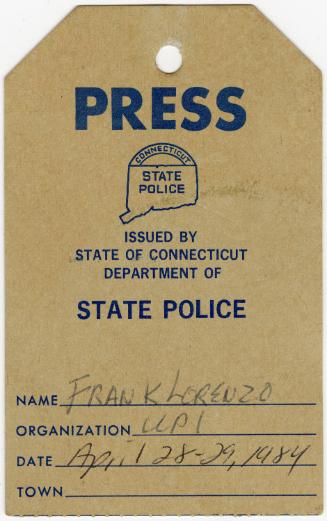 PRESS
CONNECTICUT
STATE
POLICE
ISSUED BY
STATE OF CONNECTICUT
DEPARTMENT OF
STATE POLICE
NAME FRANK LORENZO
ORGANIZATION UPI
DATE April 28-29, 1984
TOWN